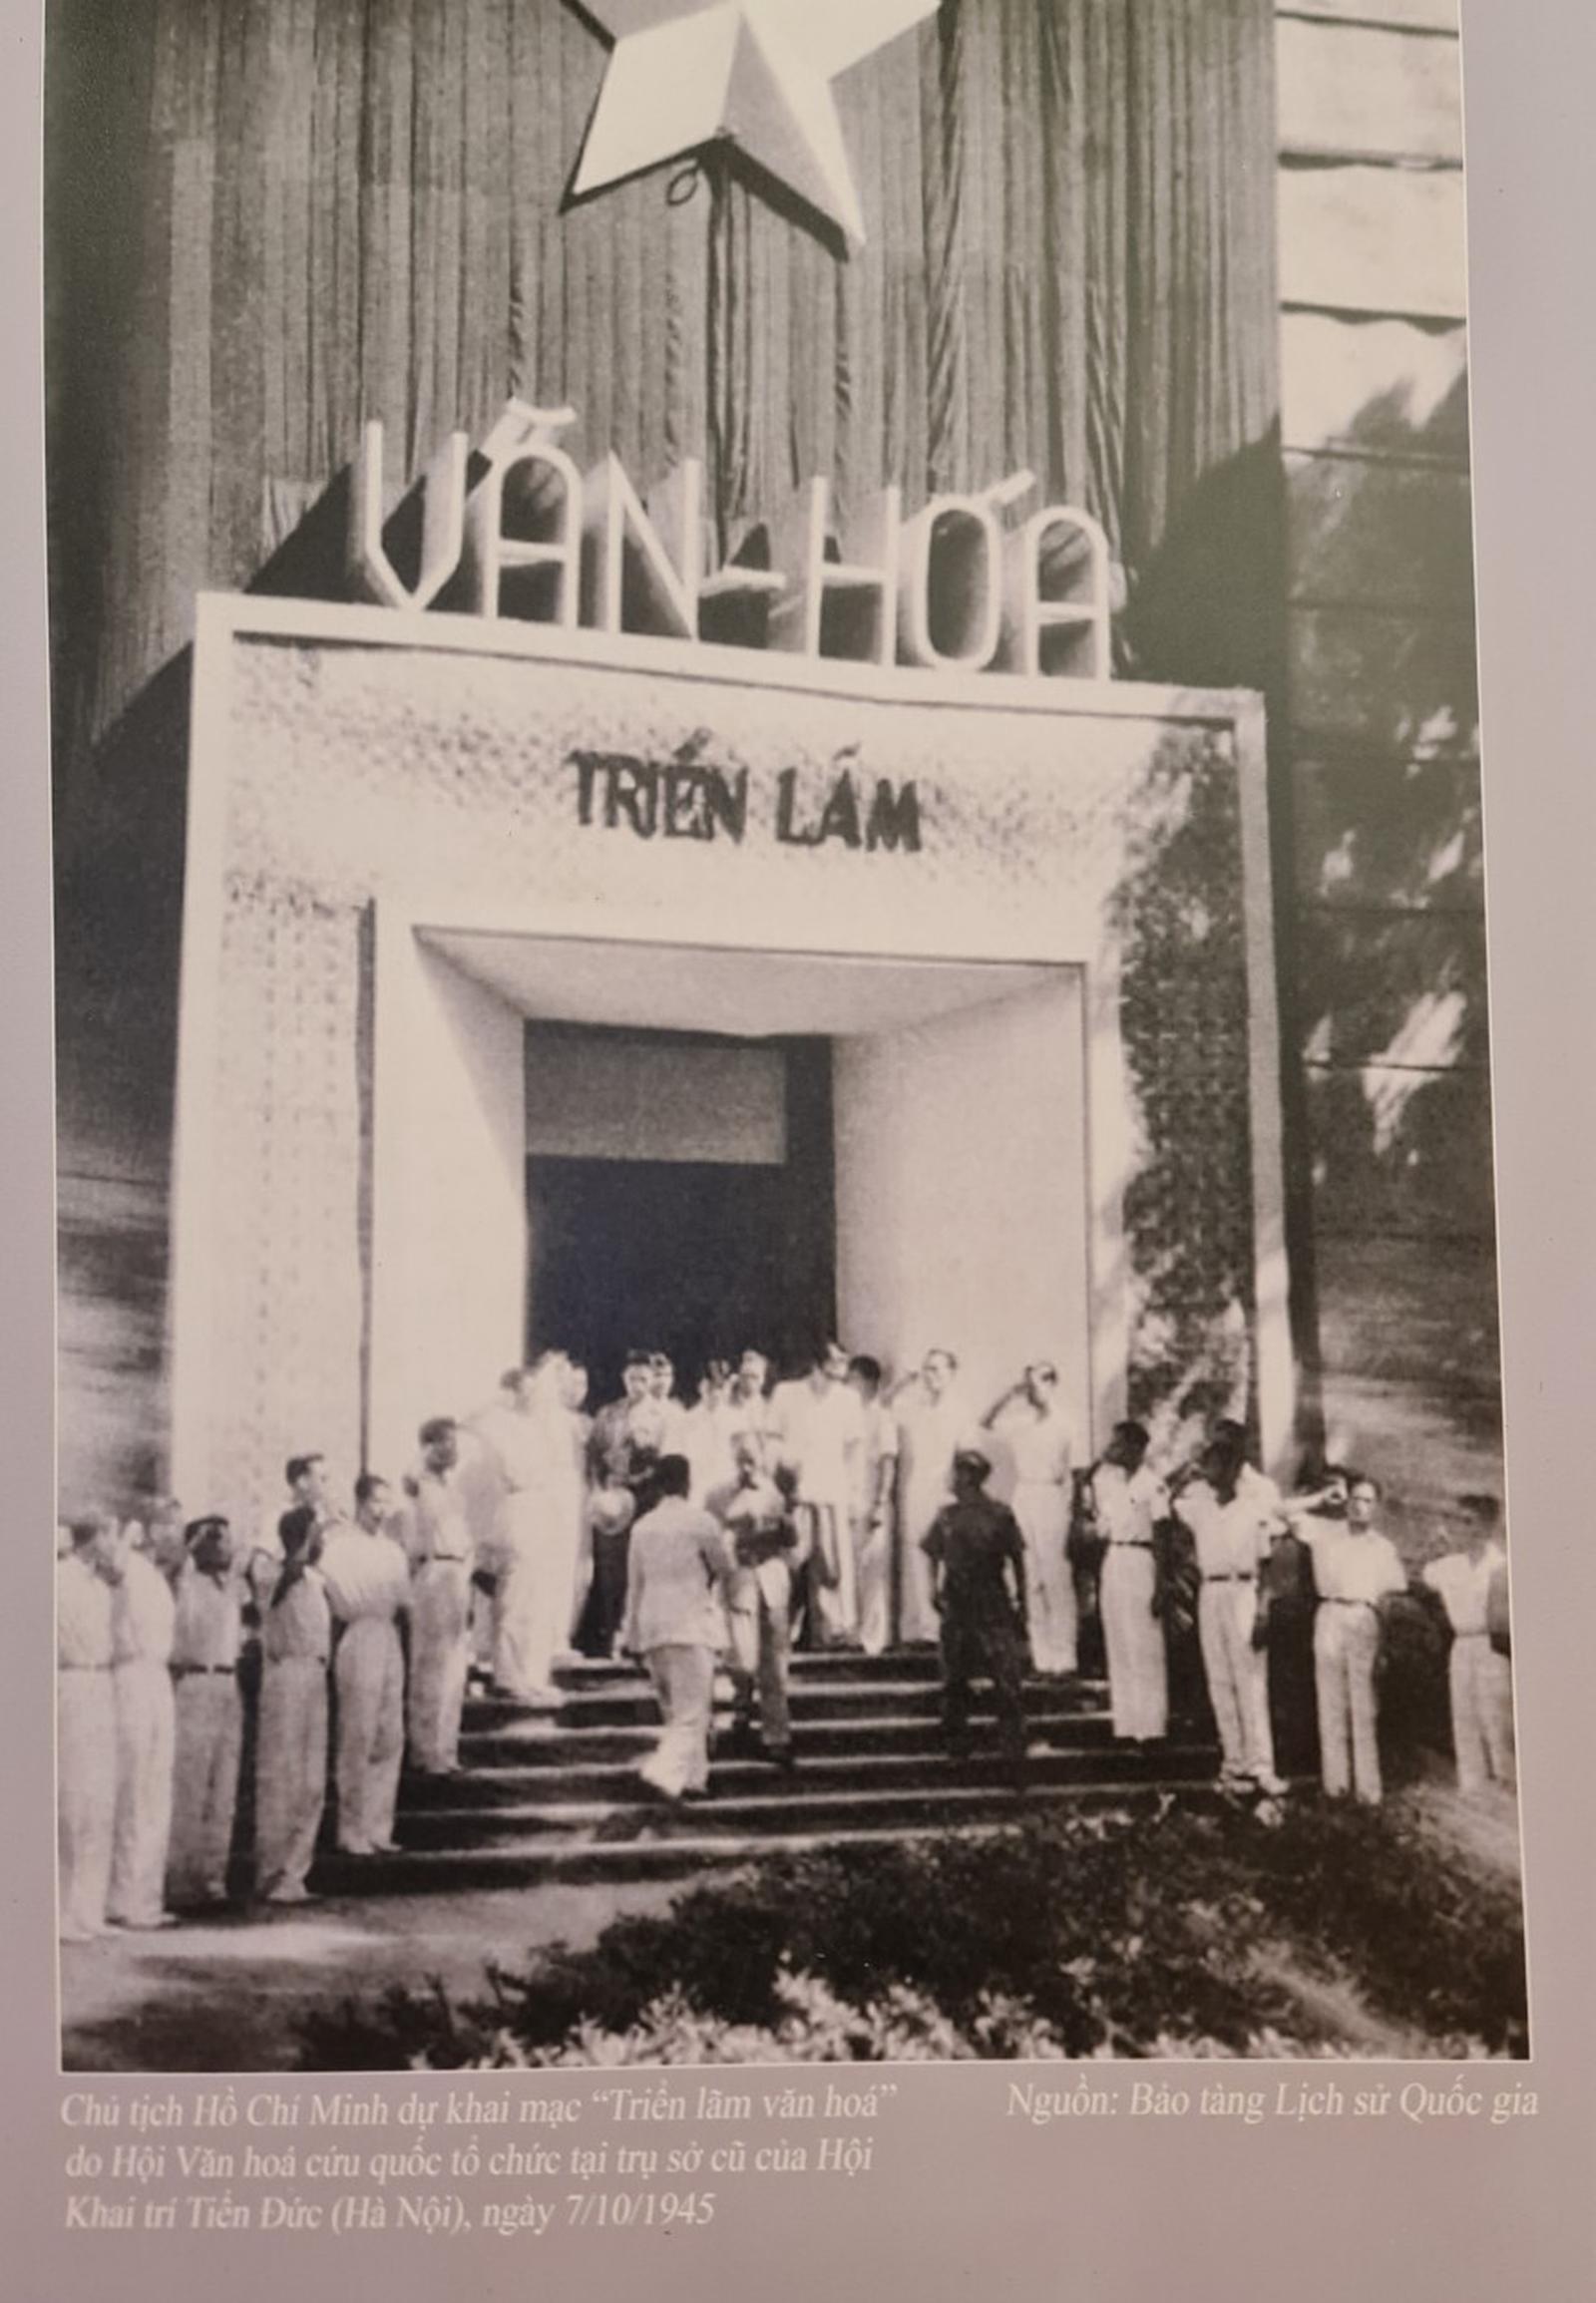 VĂN-HÓA
TRIỂN LÃM
Chủ tịch Hồ Chí Minh dự khai mạc “Triển lãm văn hoá”
do Hội Văn hoá cứu quốc tổ chức tại trụ sở cũ của Hội
Khai trí Tiến Đức (Hà Nội), ngày 7/10/1945
Nguồn: Bảo tàng Lịch sử Quốc gia